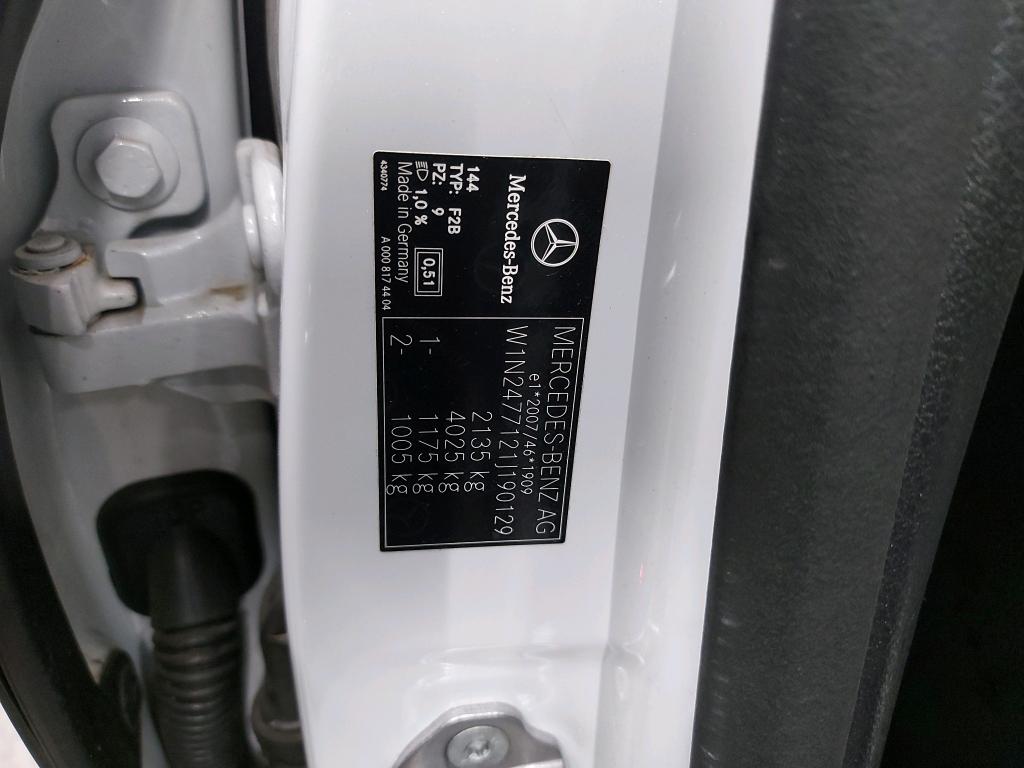 Mercedes-Benz
144
TYP: F2B
PZ: 9
1,0 %
0,51
Made in Germany
4340774
A 000 817 44 04
MERCEDES-BENZ AG
e1*2007/46*1909
W1N2477121J190129
2135 kg
4025 kg
1- 1175 kg
2- 1005 kg